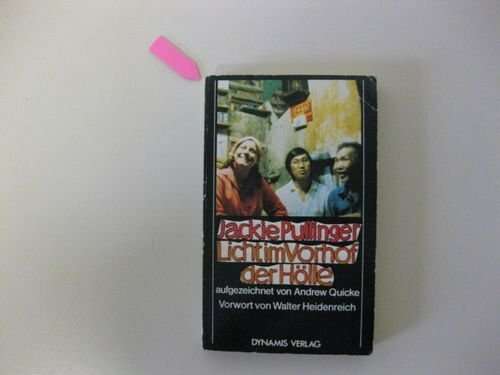 Jackie Pullinger
Licht im Vorhof
der Hölle
aufgezeichnet von Andrew Quicke
Vorwort von Walter Heidenreich
DYNAMIS VERLAG